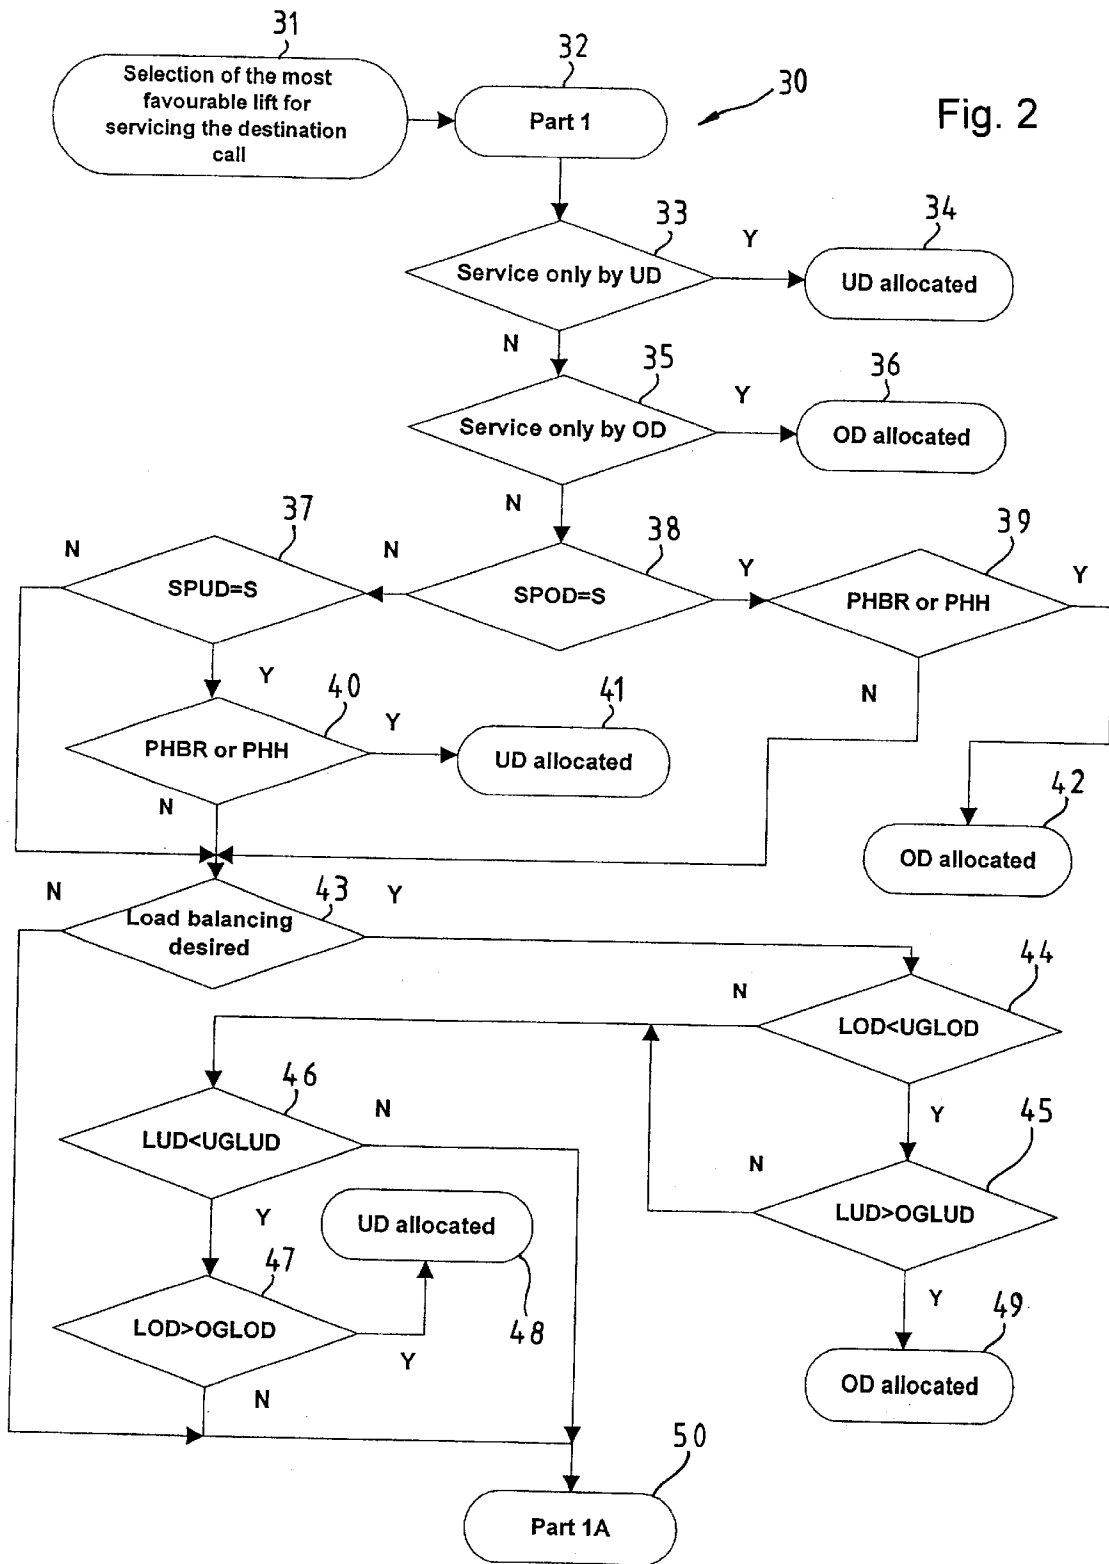 31
32
30
Fig. 2
Selection of the most
favourable lift for
servicing the destination
call
Part 1
33
34
Y
Service only by UD
UD allocated
N
35
36
Y
Service only by OD
OD allocated
N
37
38
39
N
N
Y
Y
SPUD=S
SPOD=S
PHBR or PHH
Y
N
40
41
Y
PHBR or PHH
UD allocated
N
42
OD allocated
N
43
Y
Load balancing
desired
44
N
LOD<UGLOD
46
N
Y
45
LUD<UGLUD
N
Y
UD allocated
LUD>OGLUD
47
48
Y
49
LOD>OGLOD
Y
OD allocated
N
50
Part 1A